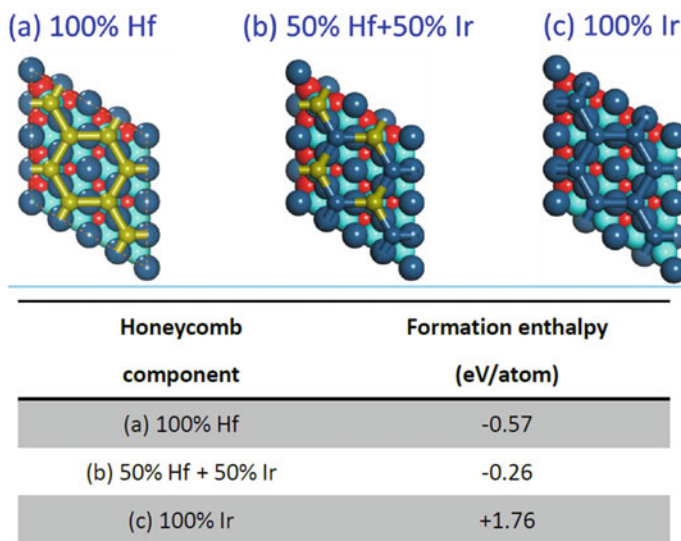 (a) 100% Hf (b) 50% Hf+50% Ir (c) 100% Ir
Honeycomb component Formation enthalpy (eV/atom)
(a) 100% Hf -0.57
(b) 50% Hf + 50% Ir -0.26
(c) 100% Ir +1.76